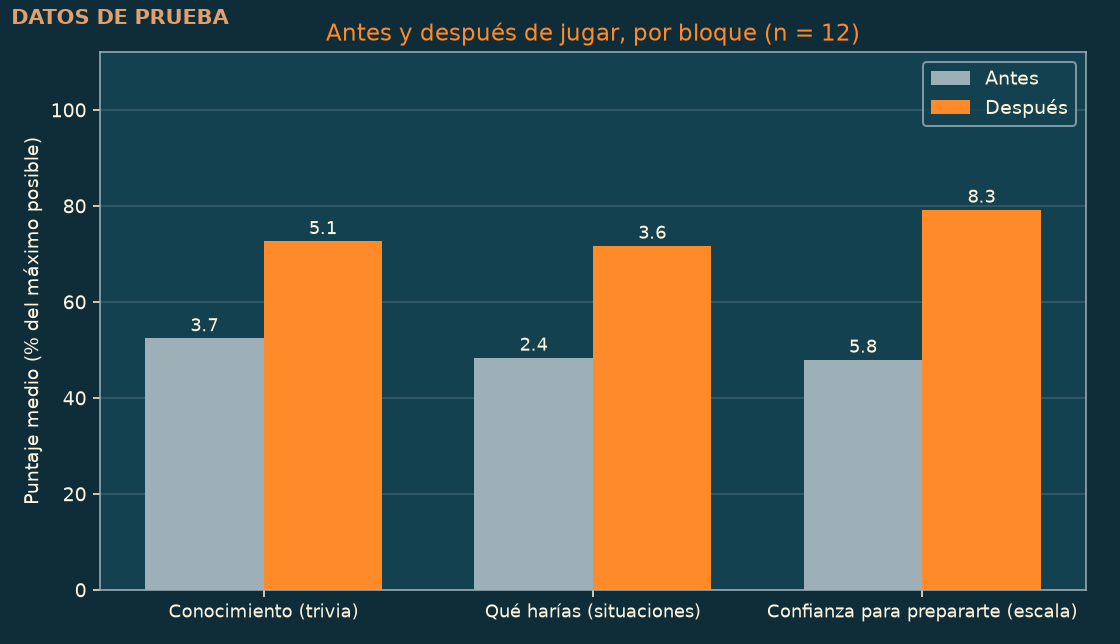 DATOS DE PRUEBA
Antes y después de jugar, por bloque (n = 12)
Antes
Después
Puntaje medio (% del máximo posible)
100
80
60
40
20
0
3.7
5.1
2.4
3.6
5.8
8.3
Conocimiento (trivia)
Qué harías (situaciones)
Confianza para prepararte (escala)